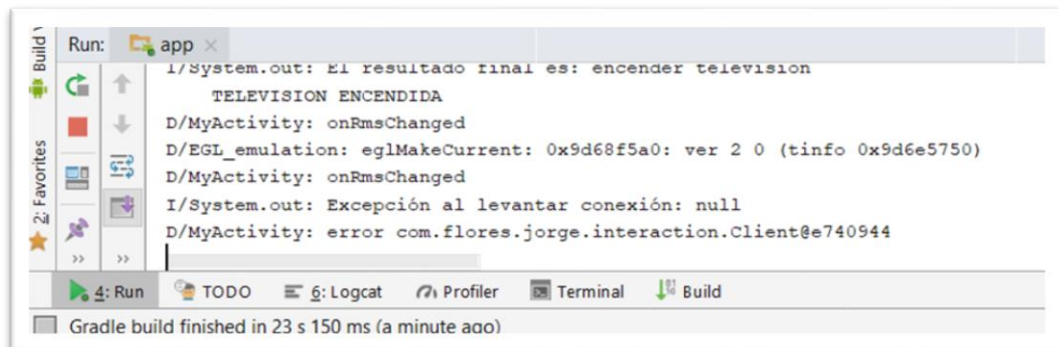 Run: app
I/System.out: El resultado final es: encender television
TELEVISION ENCENDIDA
D/MyActivity: onRmsChanged
D/EGL_emulation: eglMakeCurrent: 0x9d68f5a0: ver 2 0 (tinfo 0x9d6e5750)
D/MyActivity: onRmsChanged
I/System.out: Excepción al levantar conexión: null
D/MyActivity: error com.flores.jorge.interaction.Client@e740944
Build
2: Favorites
4: Run TODO 6: Logcat Profiler Terminal Build
Gradle build finished in 23 s 150 ms (a minute ago)